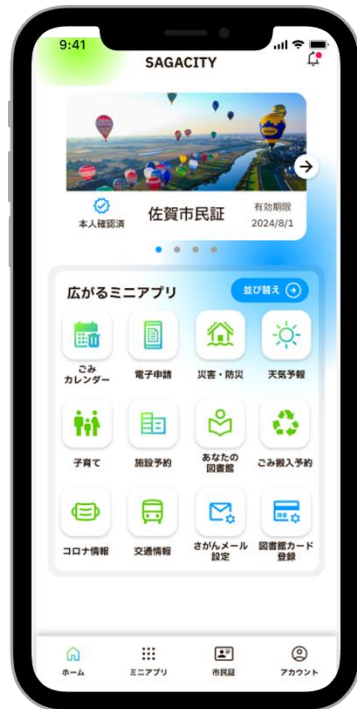 9:41
SAGACITY
本人確認済
佐賀市民証
有効期限
2024/8/1
広がるミニアプリ
並び替え
ごみ
カレンダー
電子申請
災害・防災
天気予報
子育て
施設予約
あなたの
図書館
ごみ搬入予約
コロナ情報
交通情報
さがんメール
設定
図書館カード
登録
ホーム
ミニアプリ
市民証
アカウント